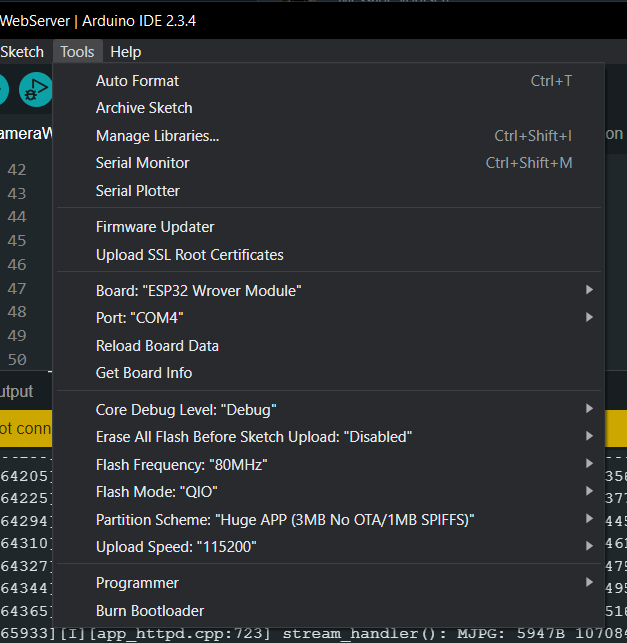 WebServer | Arduino IDE 2.3.4
Sketch Tools Help
Auto Format Ctrl+T
Archive Sketch
Manage Libraries... Ctrl+Shift+I
Serial Monitor Ctrl+Shift+M
Serial Plotter
Firmware Updater
Upload SSL Root Certificates
Board: "ESP32 Wrover Module"
Port: "COM4"
Reload Board Data
Get Board Info
Core Debug Level: "Debug"
Erase All Flash Before Sketch Upload: "Disabled"
Flash Frequency: "80MHz"
Flash Mode: "QIO"
Partition Scheme: "Huge APP (3MB No OTA/1MB SPIFFS)"
Upload Speed: "115200"
Programmer
Burn Bootloader
ameraW
on
42
43
44
45
46
47
48
49
50
utput
ot conn
64205]
64225]
64294]
64310]
64327]
64344]
64365]
65933][I][app_httpd.cpp:723] stream_handler(): MJPG: 5947B 107086